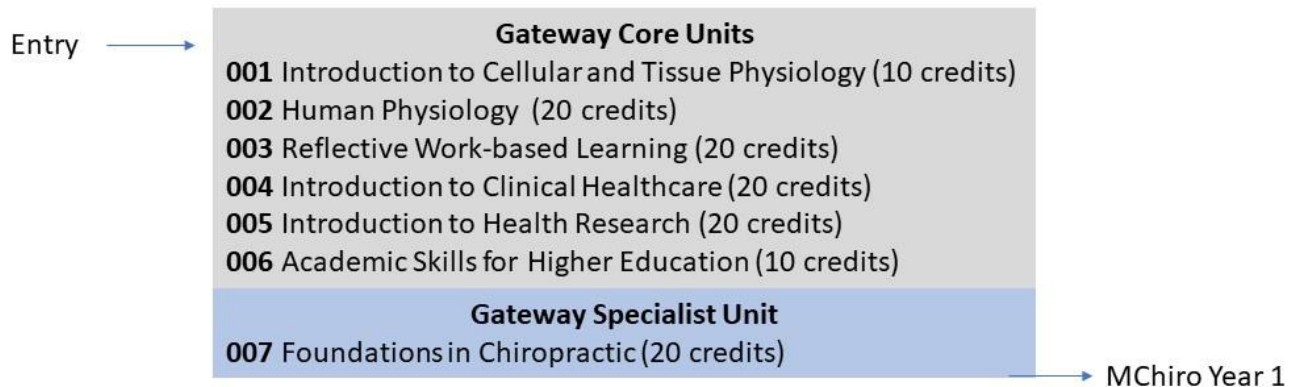 Entry
Gateway Core Units
001 Introduction to Cellular and Tissue Physiology (10 credits)
002 Human Physiology (20 credits)
003 Reflective Work-based Learning (20 credits)
004 Introduction to Clinical Healthcare (20 credits)
005 Introduction to Health Research (20 credits)
006 Academic Skills for Higher Education (10 credits)
Gateway Specialist Unit
007 Foundations in Chiropractic (20 credits)
MChiro Year 1